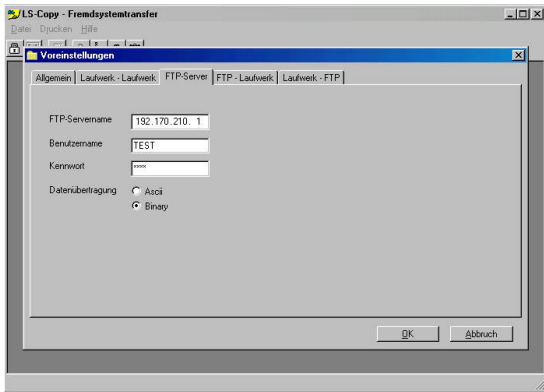 LS-Copy - Fremdsystemtransfer
Datei Drucken Hilfe
Voreinstellungen
Allgemein Laufwerk - Laufwerk FTP-Server FTP - Laufwerk Laufwerk - FTP
FTP-Servername 192.170.210. 1
Benutzername TEST
Kennwort ****
Datenübertragung Ascii
Binary
OK Abbruch